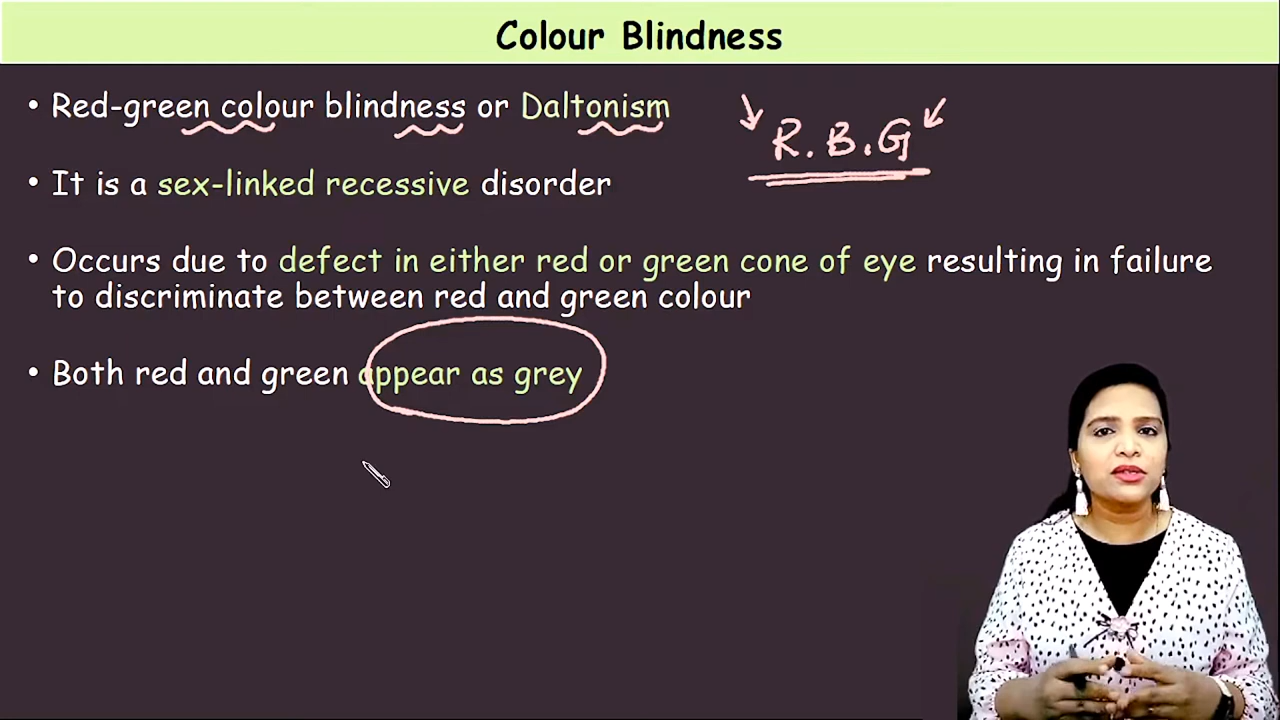 Colour Blindness
• Red-green colour blindness or Daltonism
R.B.G
• It is a sex-linked recessive disorder
• Occurs due to defect in either red or green cone of eye resulting in failure
to discriminate between red and green colour
• Both red and green appear as grey